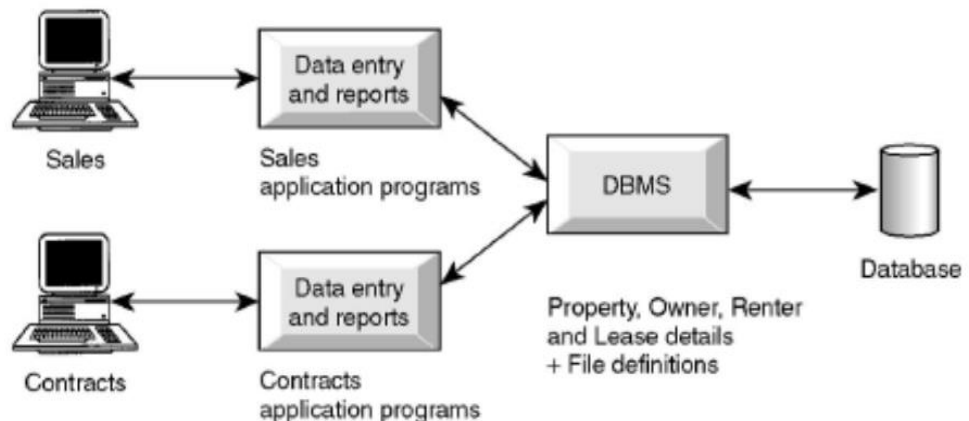 Data entry
and reports
Sales
Sales
application programs
DBMS
Database
Data entry
and reports
Property, Owner, Renter
and Lease details
+ File definitions
Contracts
Contracts
application programs